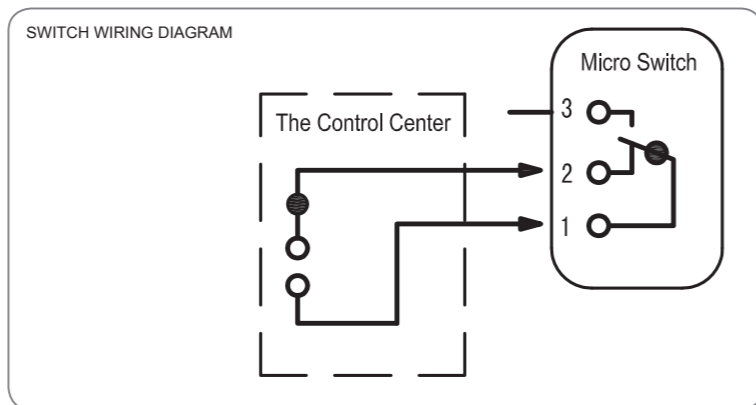 SWITCH WIRING DIAGRAM
Micro Switch
The Control Center
3
2
1